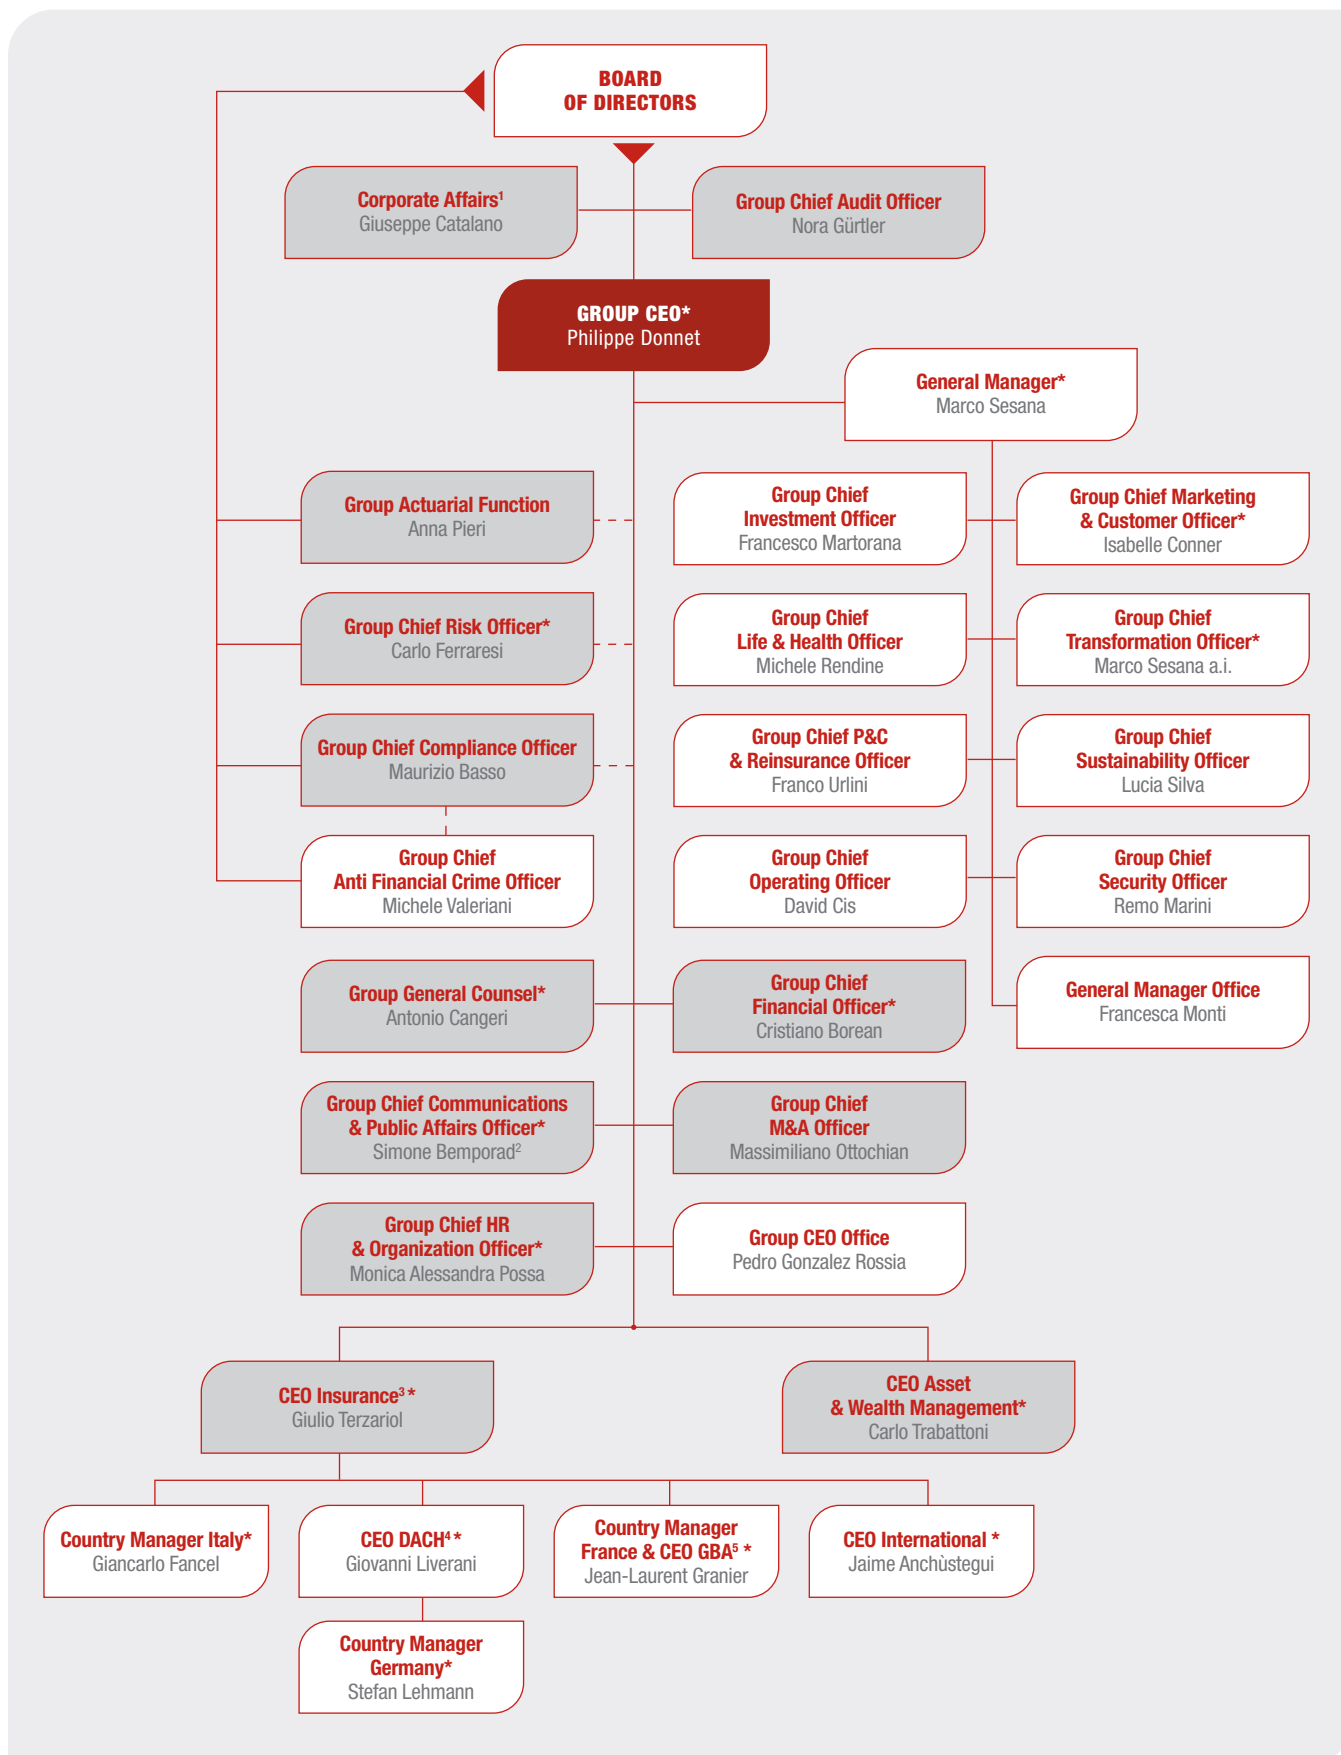 BOARD
OF DIRECTORS
Corporate Affairs¹
Giuseppe Catalano
Group Chief Audit Officer
Nora Gürtler
GROUP CEO*
Philippe Donnet
General Manager*
Marco Sesana
Group Actuarial Function
Anna Pieri
Group Chief
Investment Officer
Francesco Martorana
Group Chief Marketing
& Customer Officer*
Isabelle Conner
Group Chief Risk Officer*
Carlo Ferraresi
Group Chief
Life & Health Officer
Michele Rendine
Group Chief
Transformation Officer*
Marco Sesana a.i.
Group Chief Compliance Officer
Maurizio Basso
Group Chief P&C
& Reinsurance Officer
Franco Urlini
Group Chief
Sustainability Officer
Lucia Silva
Group Chief
Anti Financial Crime Officer
Michele Valeriani
Group Chief
Operating Officer
David Cis
Group Chief
Security Officer
Remo Marini
Group General Counsel*
Antonio Cangeri
Group Chief
Financial Officer*
Cristiano Borean
General Manager Office
Francesca Monti
Group Chief Communications
& Public Affairs Officer*
Simone Bemporad²
Group Chief
M&A Officer
Massimiliano Ottochian
Group Chief HR
& Organization Officer*
Monica Alessandra Possa
Group CEO Office
Pedro Gonzalez Rossia
CEO Insurance³ *
Giulio Terzariol
CEO Asset
& Wealth Management*
Carlo Trabattoni
Country Manager Italy*
Giancarlo Fancel
CEO DACH⁴ *
Giovanni Liverani
Country Manager
France & CEO GBA⁵ *
Jean-Laurent Granier
CEO International *
Jaime Anchùstegui
Country Manager
Germany*
Stefan Lehmann